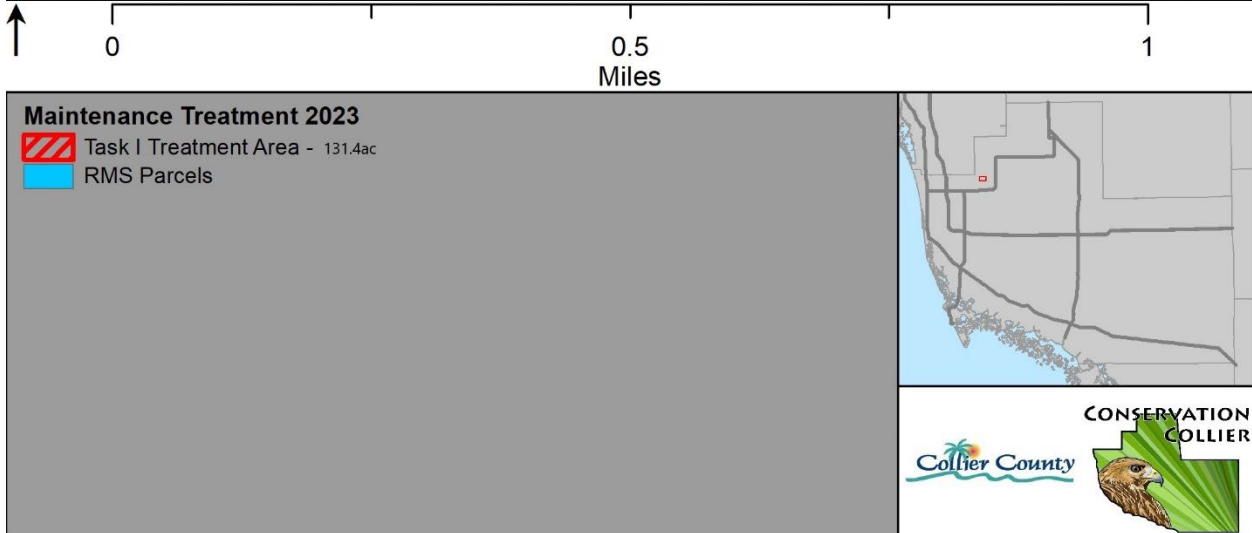 0 0.5 1
Miles
Maintenance Treatment 2023
Task I Treatment Area - 131.4ac
RMS Parcels
CONSERVATION
COLLIER
Collier County